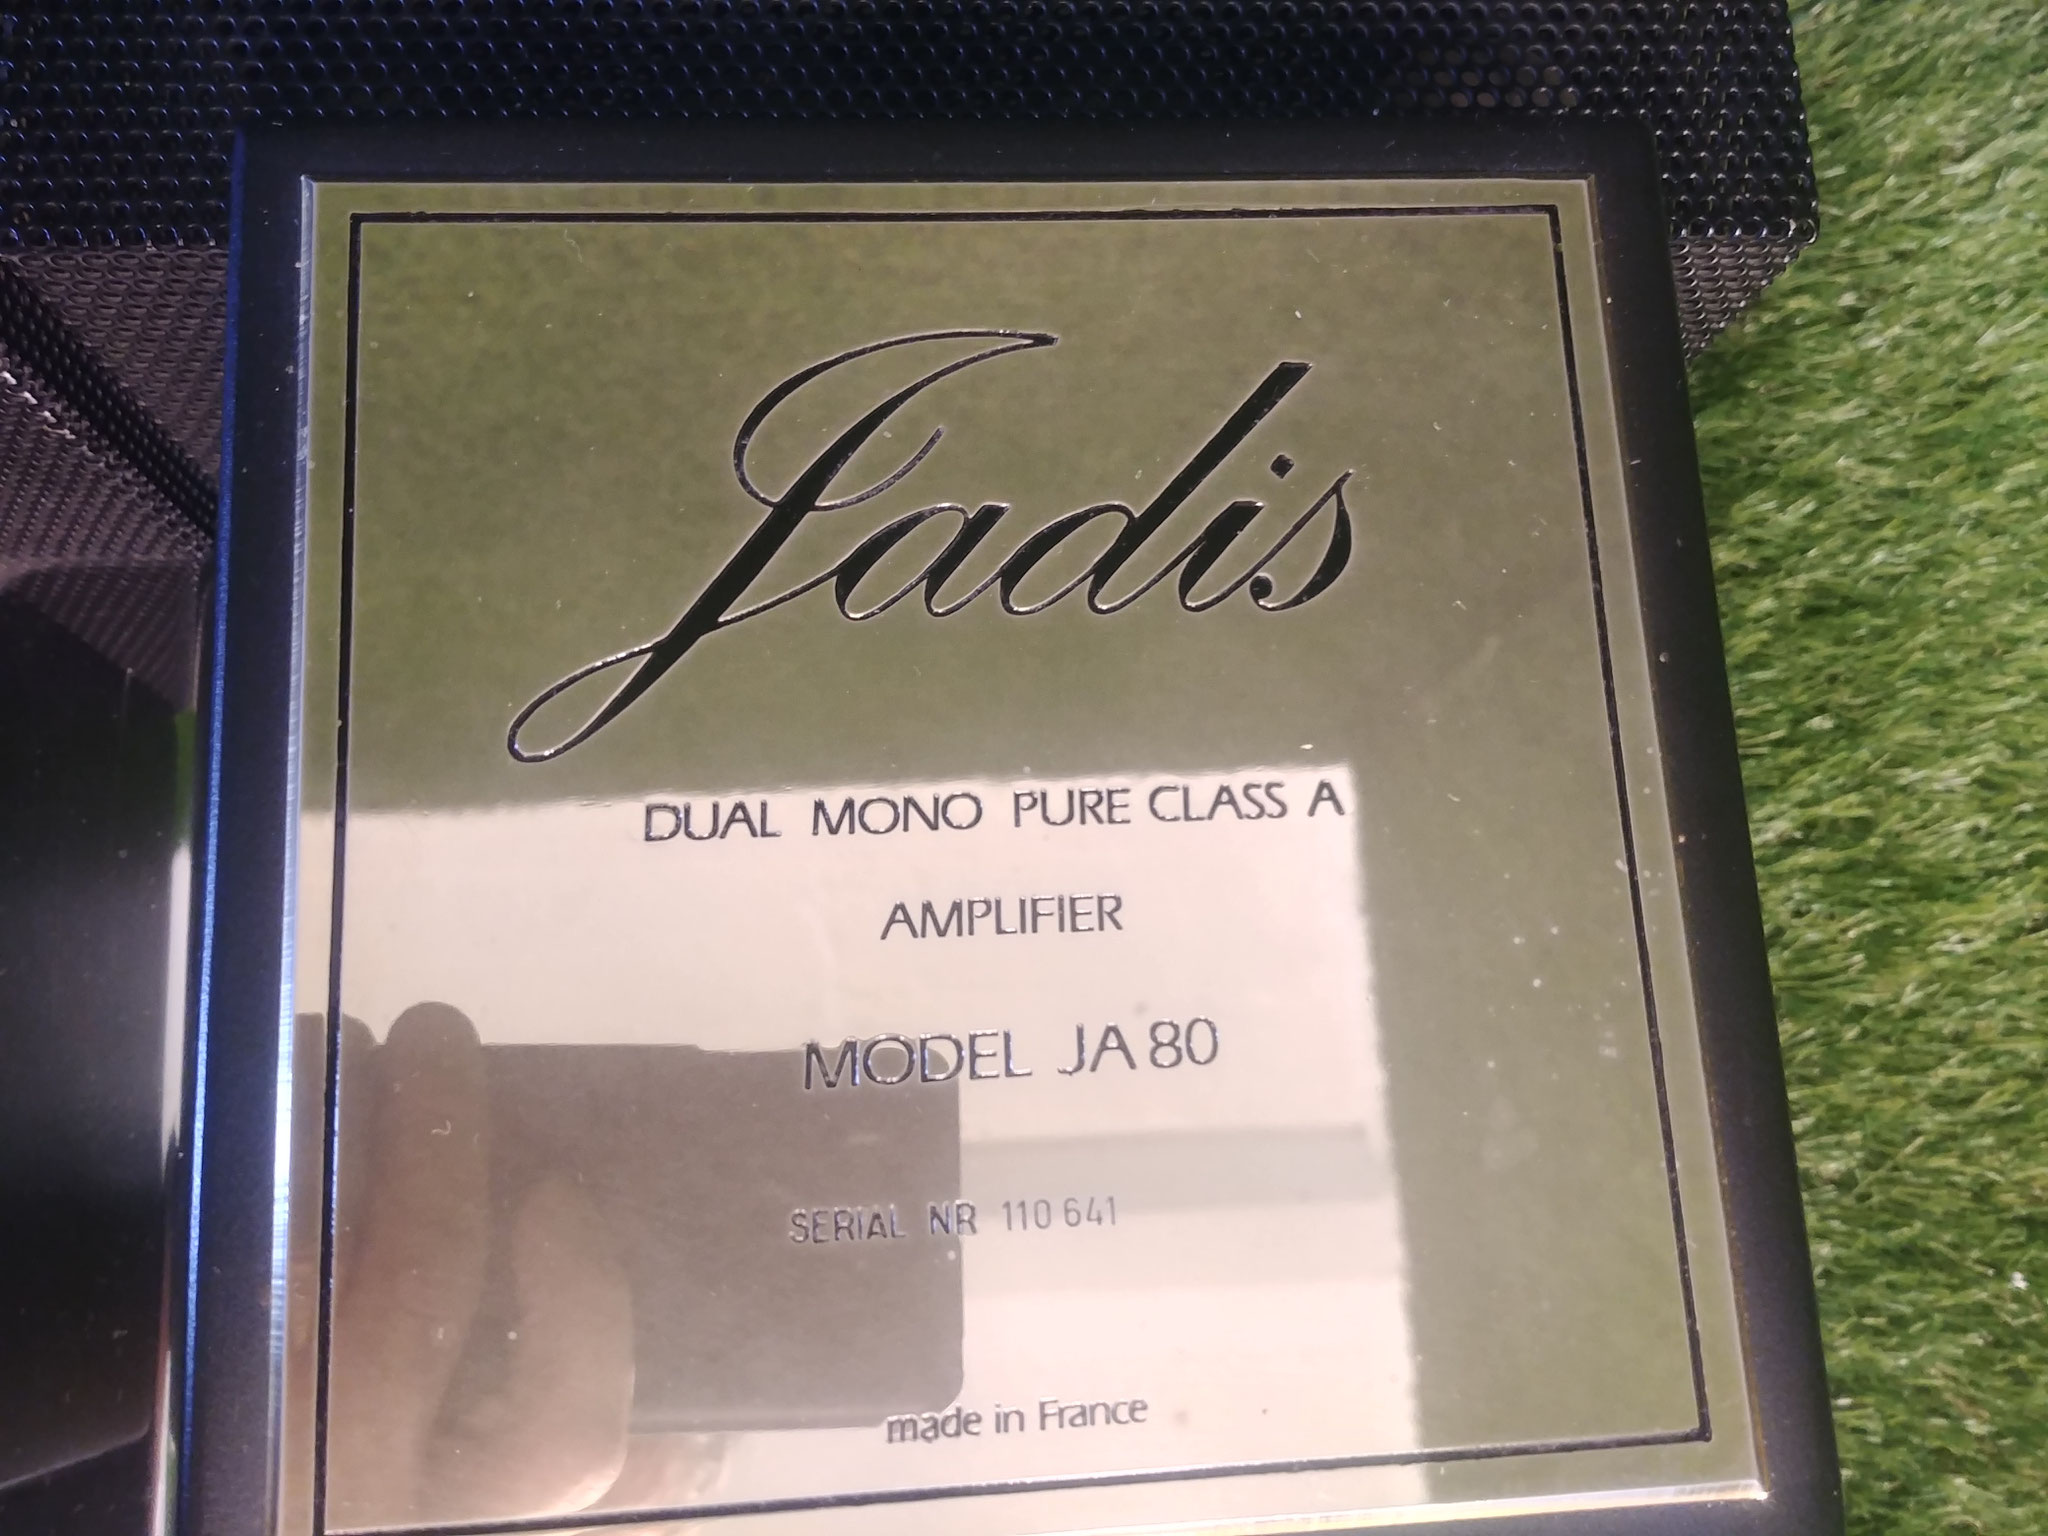 Jadis
DUAL MONO PURE CLASS A
AMPLIFIER
MODEL JA 80
SERIAL NR 110 641
made in France